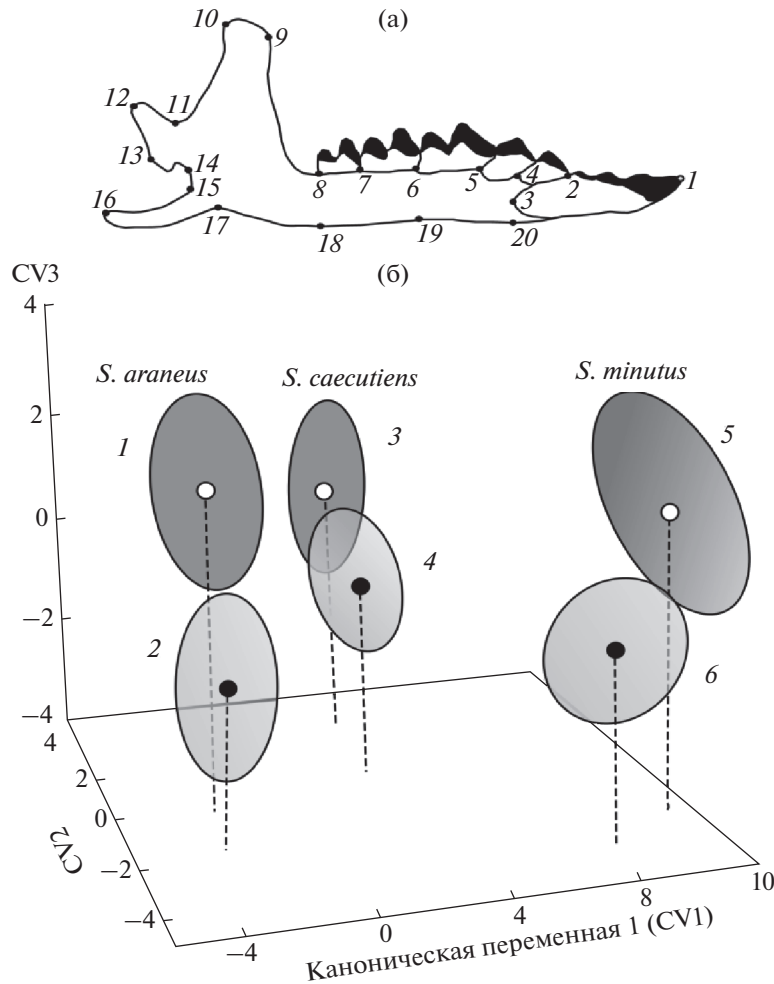 (а)
10 9
12 11
13 14
15
16 17
8 7 6 5 4 2 1
3
18 19 20
(б)
CV3
4
2
0
−2
−4
S. araneus S. caecutiens S. minutus
1 3 5
2 4 6
4
2
0
−2
−4
CV2
−4 0 4 8 10
Каноническая переменная 1 (CV1)